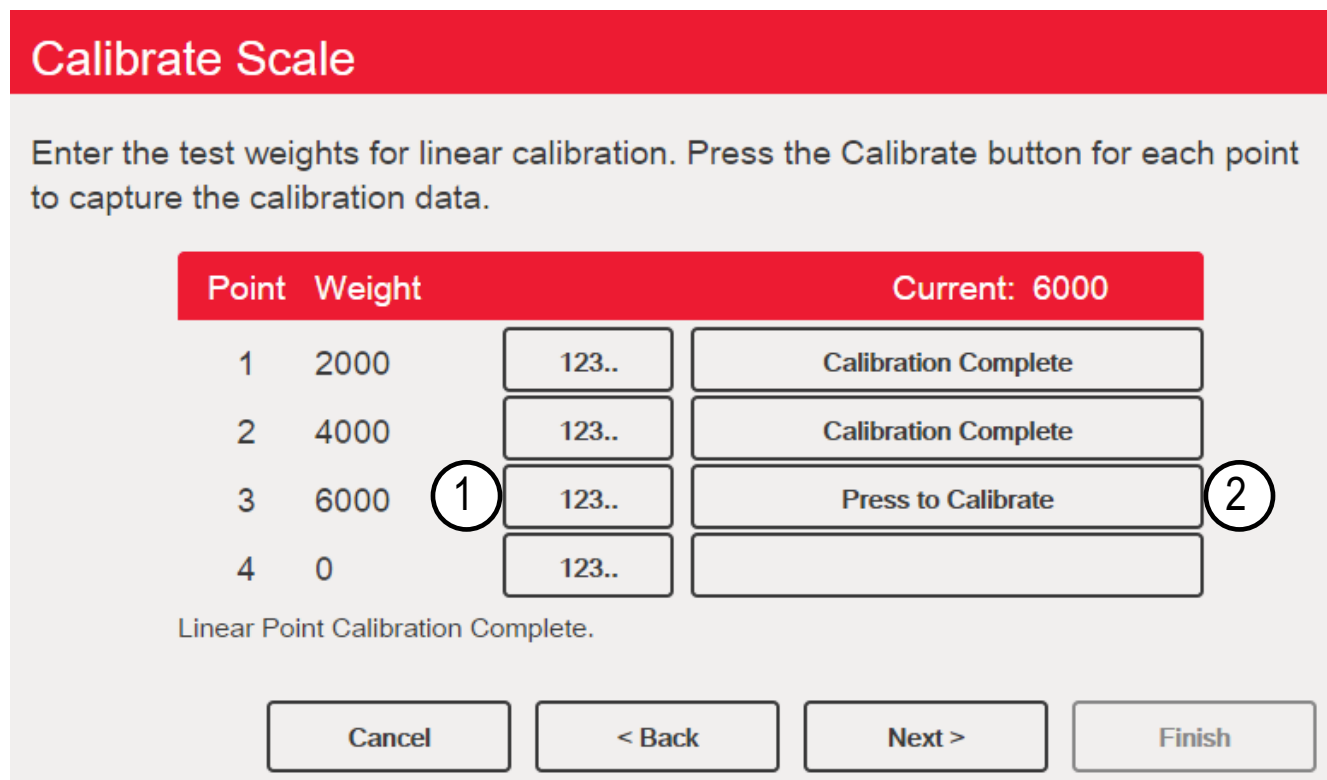 Calibrate Scale
Enter the test weights for linear calibration. Press the Calibrate button for each point
to capture the calibration data.
Point Weight Current: 6000
1 2000 123.. Calibration Complete
2 4000 123.. Calibration Complete
3 6000 1 123.. Press to Calibrate 2
4 0 123..
Linear Point Calibration Complete.
Cancel < Back Next > Finish